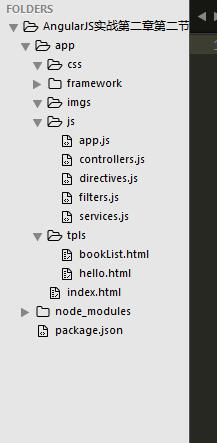 FOLDERS
AngularJS实战第二章第二节
app
css
framework
imgs
js
app.js
controllers.js
directives.js
filters.js
services.js
tpls
bookList.html
hello.html
index.html
node_modules
package.json